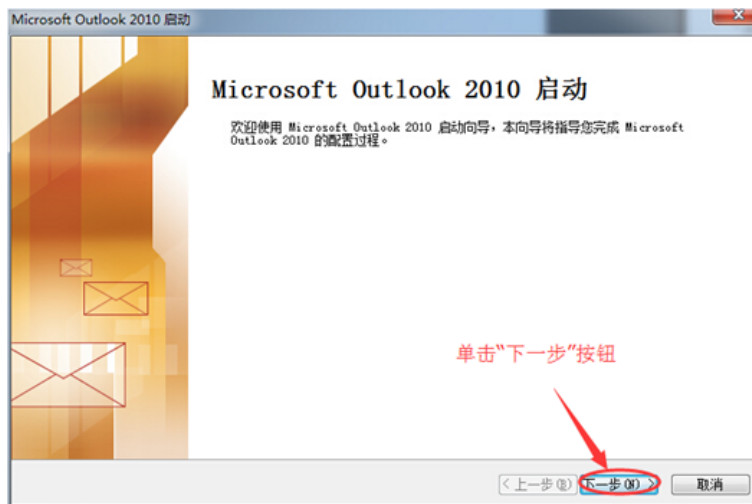 Microsoft Outlook 2010 启动
Microsoft Outlook 2010 启动
欢迎使用 Microsoft Outlook 2010 启动向导，本向导将指导您完成 Microsoft
Outlook 2010 的配置过程。
单击“下一步”按钮
< 上一步(B) 下一步(N) > 取消